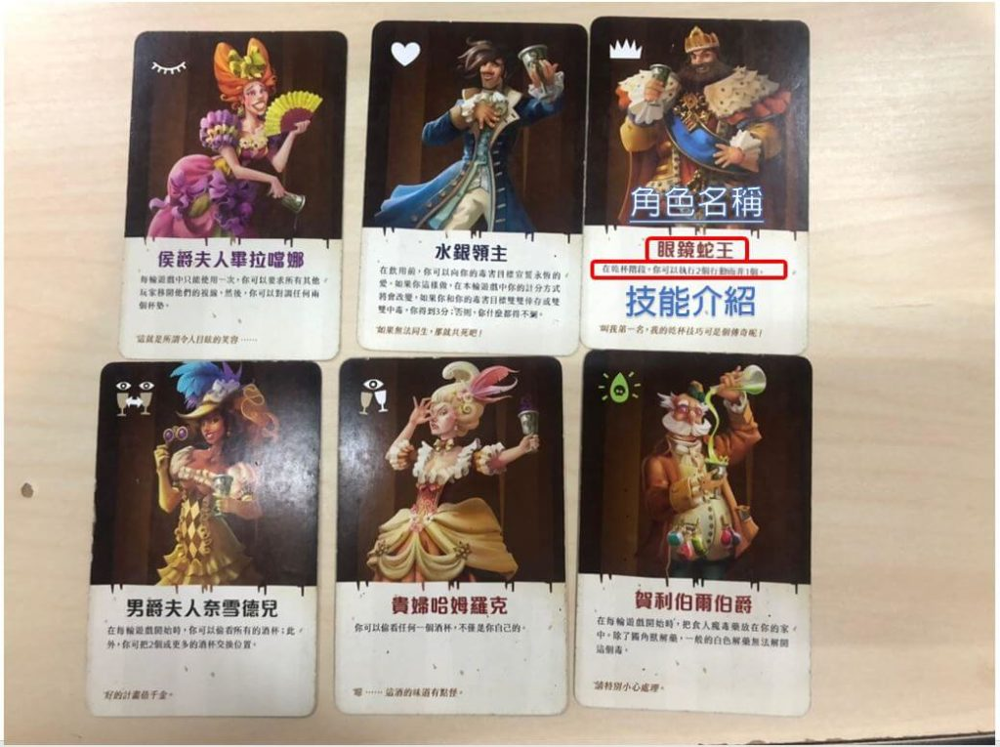 侯爵夫人畢拉噹娜
每輪遊戲中只能使用一次，你可以要求所有其他
玩家移開他們的視線，然後，你可以對調任何兩
個杯墊。
"這就是所謂令人目眩的笑容……
水銀領主
在飲用前，你可以向你的毒害目標宣誓永恆的
愛。如果你這樣做，在本輪遊戲中你的計分方式
將會改變。如果你和你的毒害目標雙雙倖存或雙
雙中毒，你得到3分；否則，你什麼都得不到。
"如果無法同生，那就共死吧！
角色名稱
眼鏡蛇王
在乾杯階段，你可以執行2個行動而非1個。
技能介紹
"叫我第一名，我的乾杯技巧可是個傳奇呢！
男爵夫人奈雪德兒
在每輪遊戲開始時，你可以偷看所有的酒杯；此
外，你可把2個或更多的酒杯交換位置。
"好的計畫值千金。
貴婦哈姆羅克
你可以偷看任何一個酒杯，不僅是你自己的。
"嗯……這酒的味道有點怪。
賀利伯爾伯爵
在每輪遊戲開始時，把食人魔毒藥放在你的家
中。除了獨角獸解藥，一般的白色解藥無法解開
這個毒。
"請特別小心處理。